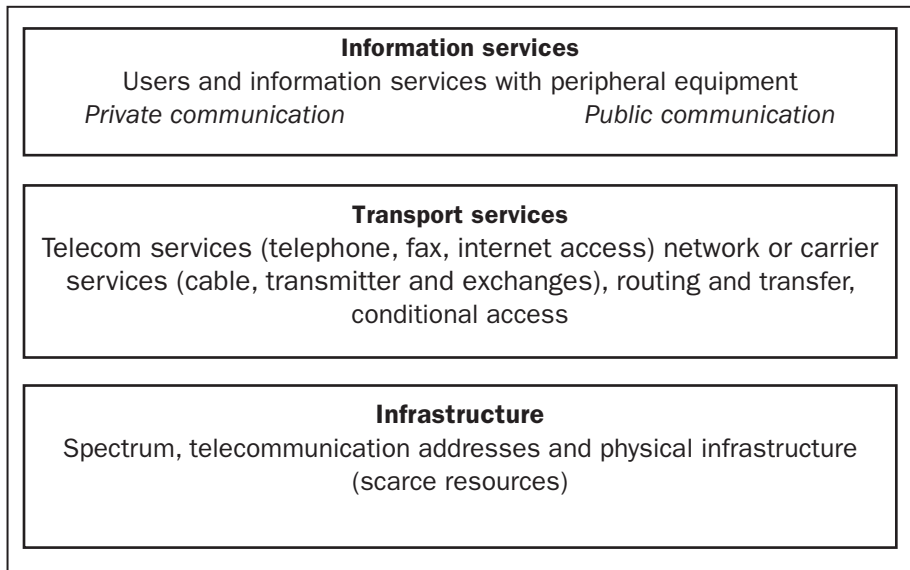 Information services
Users and information services with peripheral equipment
Private communication Public communication
Transport services
Telecom services (telephone, fax, internet access) network or carrier
services (cable, transmitter and exchanges), routing and transfer,
conditional access
Infrastructure
Spectrum, telecommunication addresses and physical infrastructure
(scarce resources)